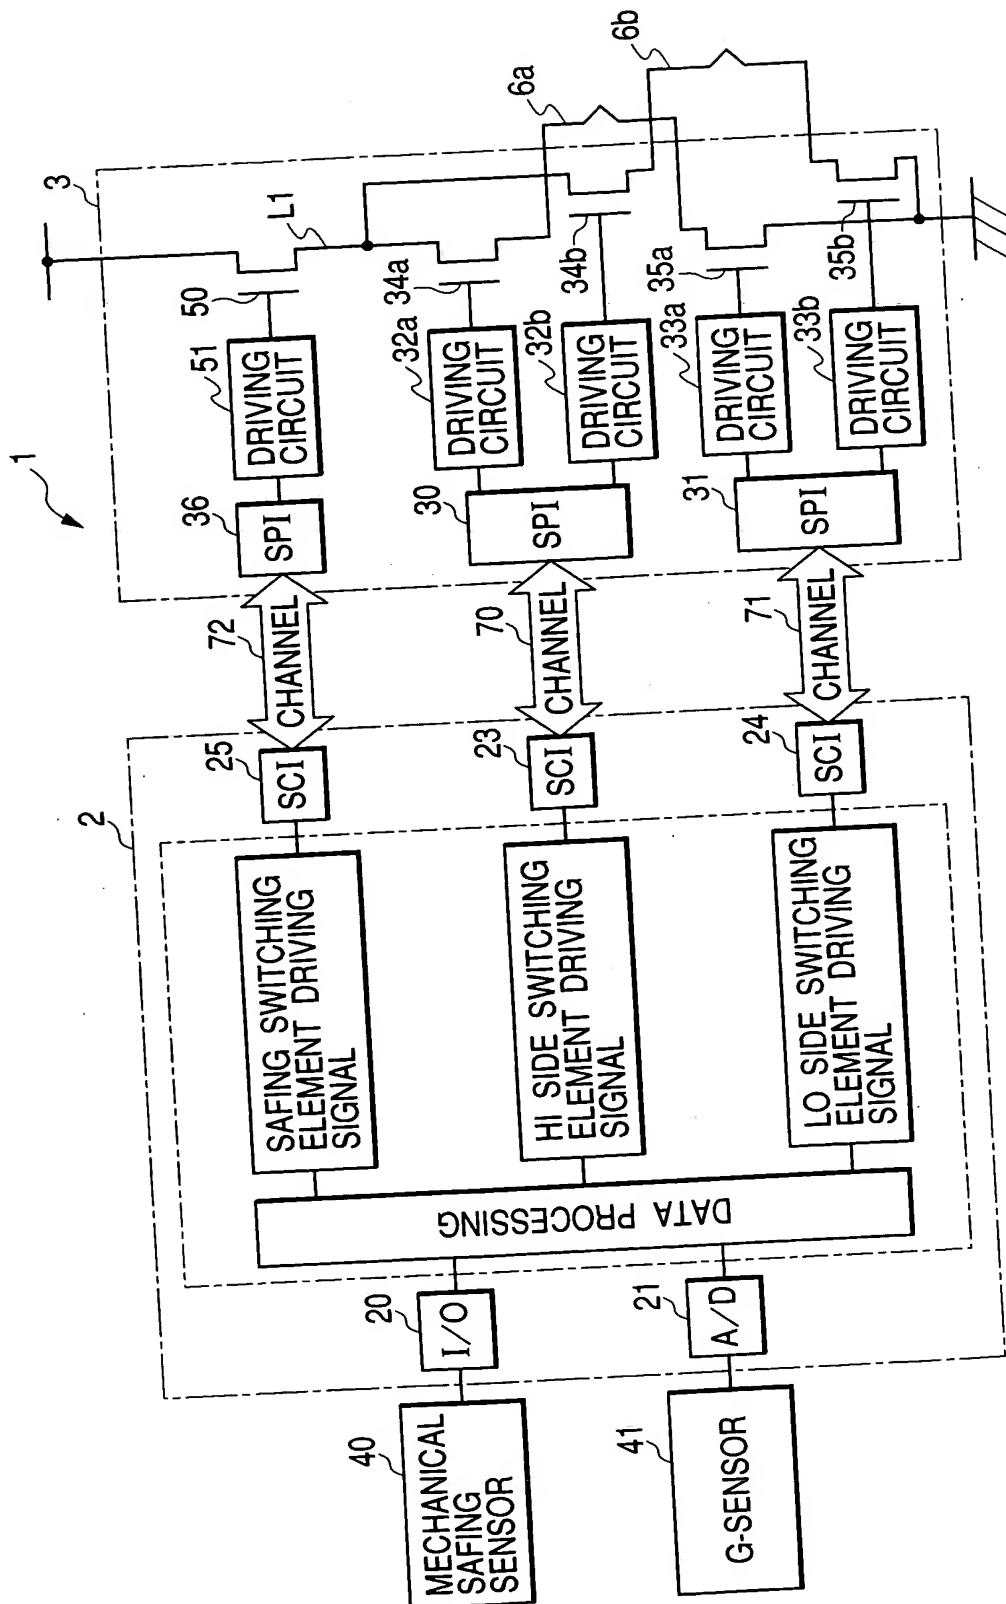 1
2
3
MECHANICAL
SAFING
SENSOR
40
G-SENSOR
41
I/O
20
A/D
21
DATA PROCESSING
SAFING SWITCHING
ELEMENT DRIVING
SIGNAL
HI SIDE SWITCHING
ELEMENT DRIVING
SIGNAL
LO SIDE SWITCHING
ELEMENT DRIVING
SIGNAL
SCI
25
SCI
23
SCI
24
CHANNEL
72
CHANNEL
70
CHANNEL
71
SPI
36
SPI
30
SPI
31
DRIVING
CIRCUIT
51
DRIVING
CIRCUIT
32a
DRIVING
CIRCUIT
32b
DRIVING
CIRCUIT
33a
DRIVING
CIRCUIT
33b
50
L1
34a
34b
35a
35b
6a
6b